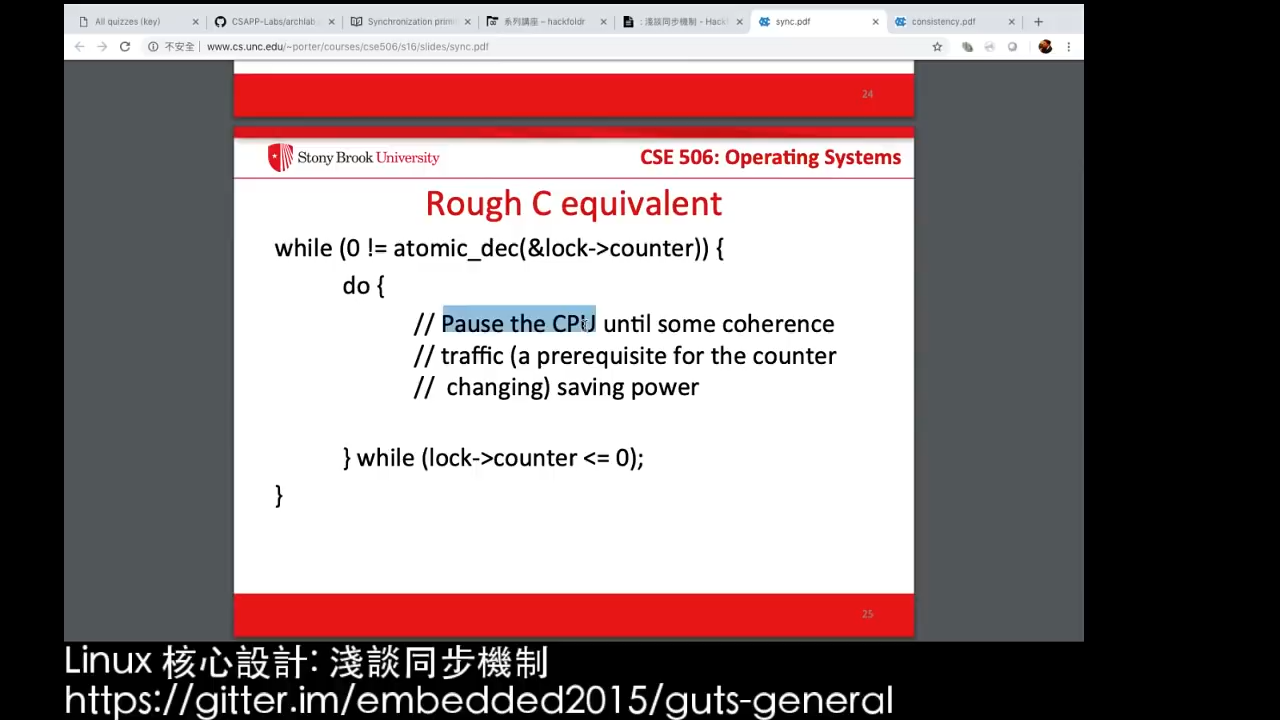 All quizzes (key)
CSAPP-Labs/archlab
Synchronization primi
系列講座 – hackfoldr
: 淺談同步機制 - Hackf
sync.pdf
consistency.pdf
不安全
www.cs.unc.edu/~porter/courses/cse506/s16/slides/sync.pdf
24
Stony Brook University
CSE 506: Operating Systems
Rough C equivalent
while (0 != atomic_dec(&lock->counter)) {
do {
// Pause the CPU until some coherence
// traffic (a prerequisite for the counter
// changing) saving power
} while (lock->counter <= 0);
}
25
Linux 核心設計: 淺談同步機制
https://gitter.im/embedded2015/guts-general